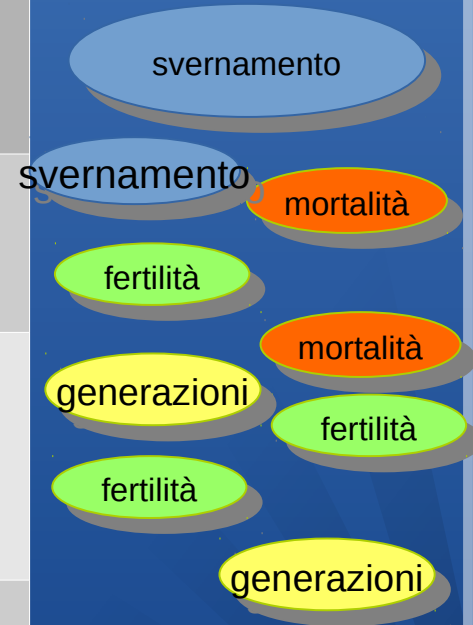 svernamento
svernamento
mortalità
fertilità
mortalità
generazioni
fertilità
fertilità
generazioni